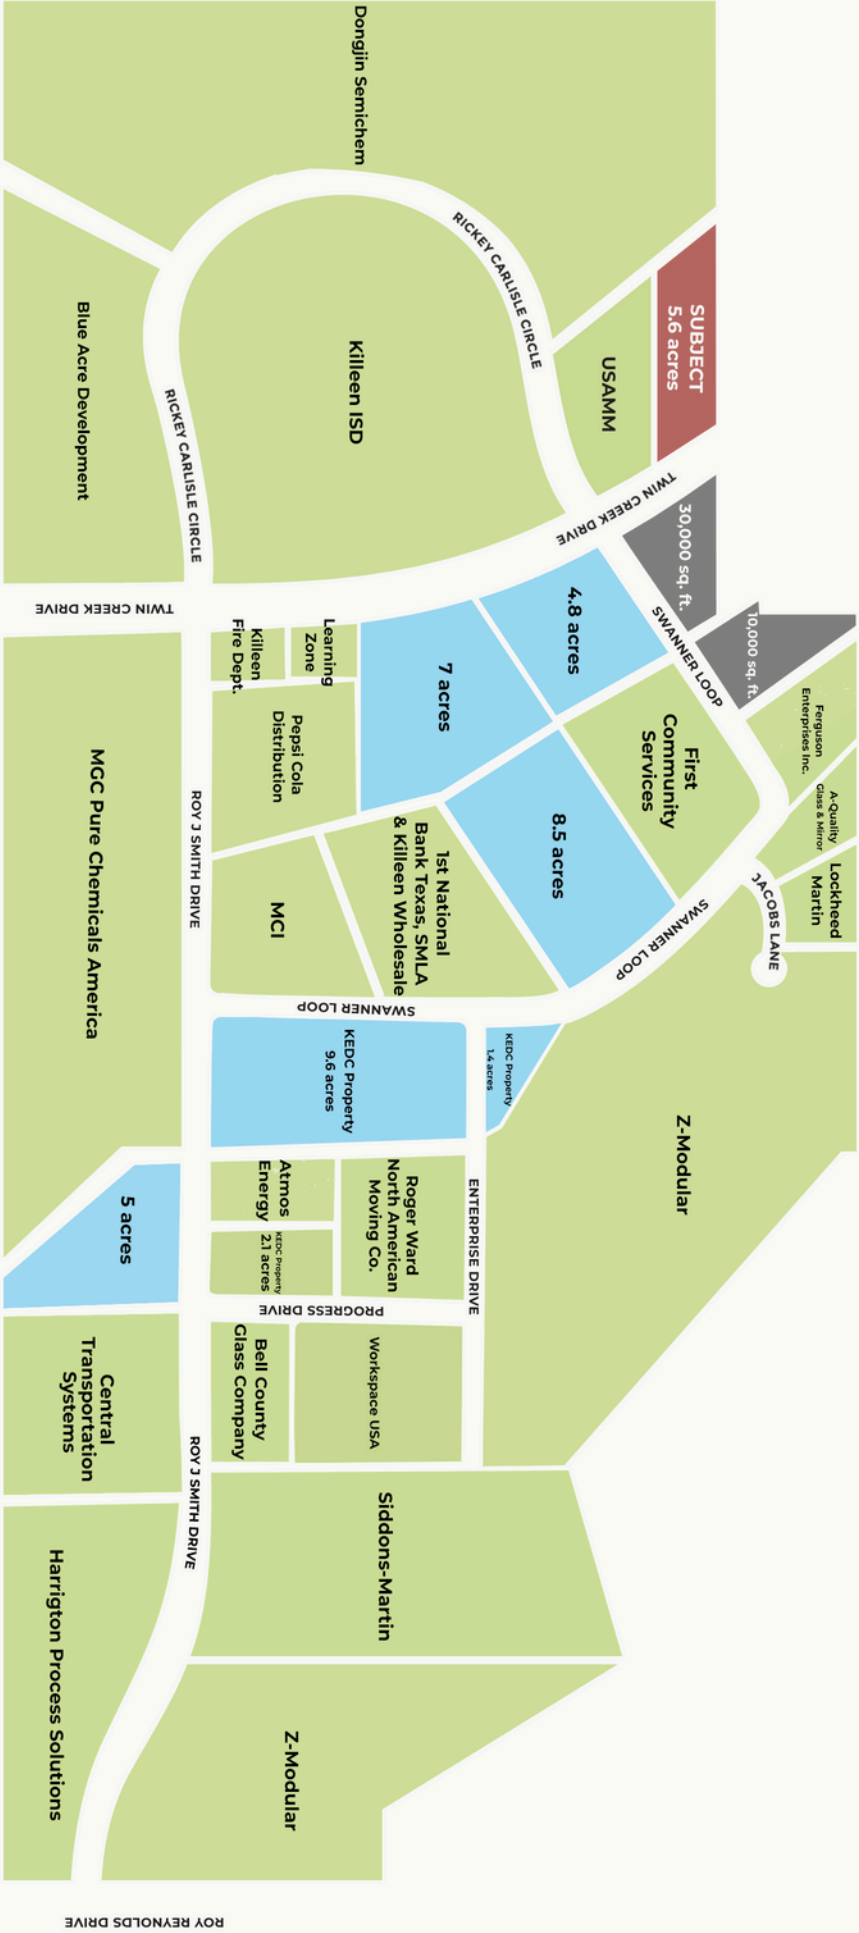 Dongjin Semichem
RICKEY CARLISLE CIRCLE
SUBJECT
5.6 acres
USAMM
Killeen ISD
Blue Acre Development
RICKEY CARLISLE CIRCLE
TWIN CREEK DRIVE
30,000 sq. ft.
10,000 sq. ft.
SWANNER LOOP
TWIN CREEK DRIVE
4.8 acres
7 acres
Learning
Zone
Killeen
Fire Dept.
Pepsi Cola
Distribution
First
Community
Services
Ferguson
Enterprises Inc.
A-Quality
Glass & Mirror
Lockheed
Martin
JACOBS LANE
8.5 acres
SWANNER LOOP
1st National
Bank Texas, SMLA
& Killeen Wholesale
MCI
ROY J SMITH DRIVE
MGC Pure Chemicals America
SWANNER LOOP
KEDC Property
9.6 acres
KEDC Property
1.4 acres
Z-Modular
5 acres
Atmos
Energy
Roger Ward
North American
Moving Co.
KEDC Property
2.1 acres
ENTERPRISE DRIVE
PROGRESS DRIVE
Bell County
Glass Company
Workspace USA
Central
Transportation
Systems
ROY J SMITH DRIVE
Siddons-Martin
Harrigton Process Solutions
Z-Modular
ROY REYNOLDS DRIVE